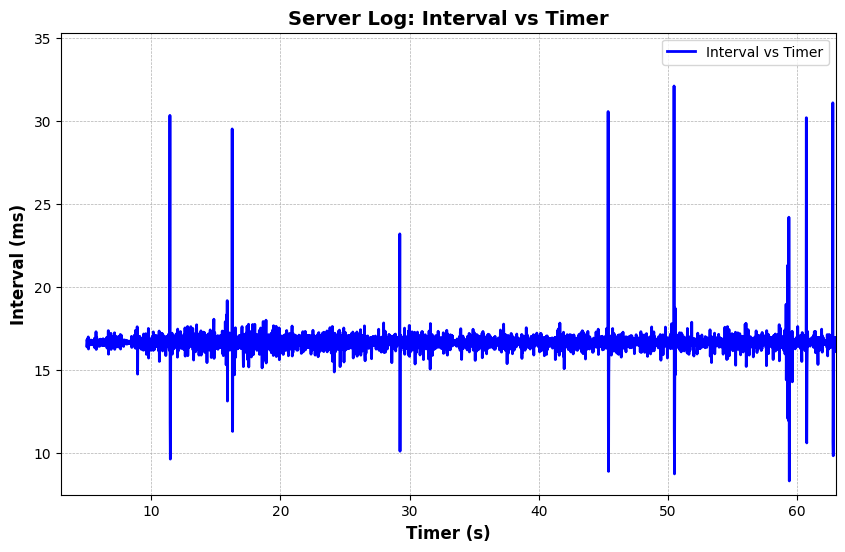 Server Log: Interval vs Timer
Interval vs Timer
Interval (ms)
35
30
25
20
15
10
10 20 30 40 50 60
Timer (s)